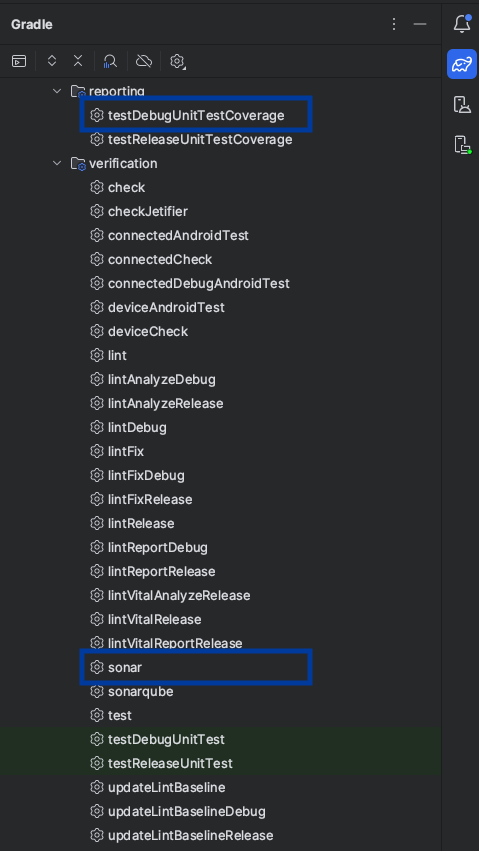 Gradle
reporting
testDebugUnitTestCoverage
testReleaseUnitTestCoverage
verification
check
checkJetifier
connectedAndroidTest
connectedCheck
connectedDebugAndroidTest
deviceAndroidTest
deviceCheck
lint
lintAnalyzeDebug
lintAnalyzeRelease
lintDebug
lintFix
lintFixDebug
lintFixRelease
lintRelease
lintReportDebug
lintReportRelease
lintVitalAnalyzeRelease
lintVitalRelease
lintVitalReportRelease
sonar
sonarqube
test
testDebugUnitTest
testReleaseUnitTest
updateLintBaseline
updateLintBaselineDebug
updateLintBaselineRelease